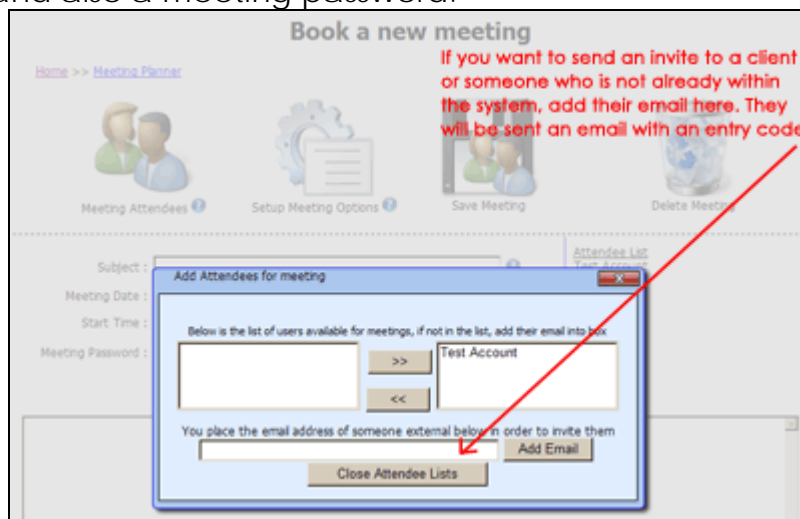 and also a meeting password.
Book a new meeting
If you want to send an invite to a client
or someone who is not already within
the system, add their email here. They
will be sent an email with an entry code
Home >> Meeting Planner
Meeting Attendees
Setup Meeting Options
Save Meeting
Delete Meeting
Attendee List
Test Account
Subject :
Meeting Date :
Start Time :
Meeting Password :
Add Attendees for meeting
Below is the list of users available for meetings, if not in the list, add their email into box
>>
Test Account
<<
You place the email address of someone external below in order to invite them
Add Email
Close Attendee Lists